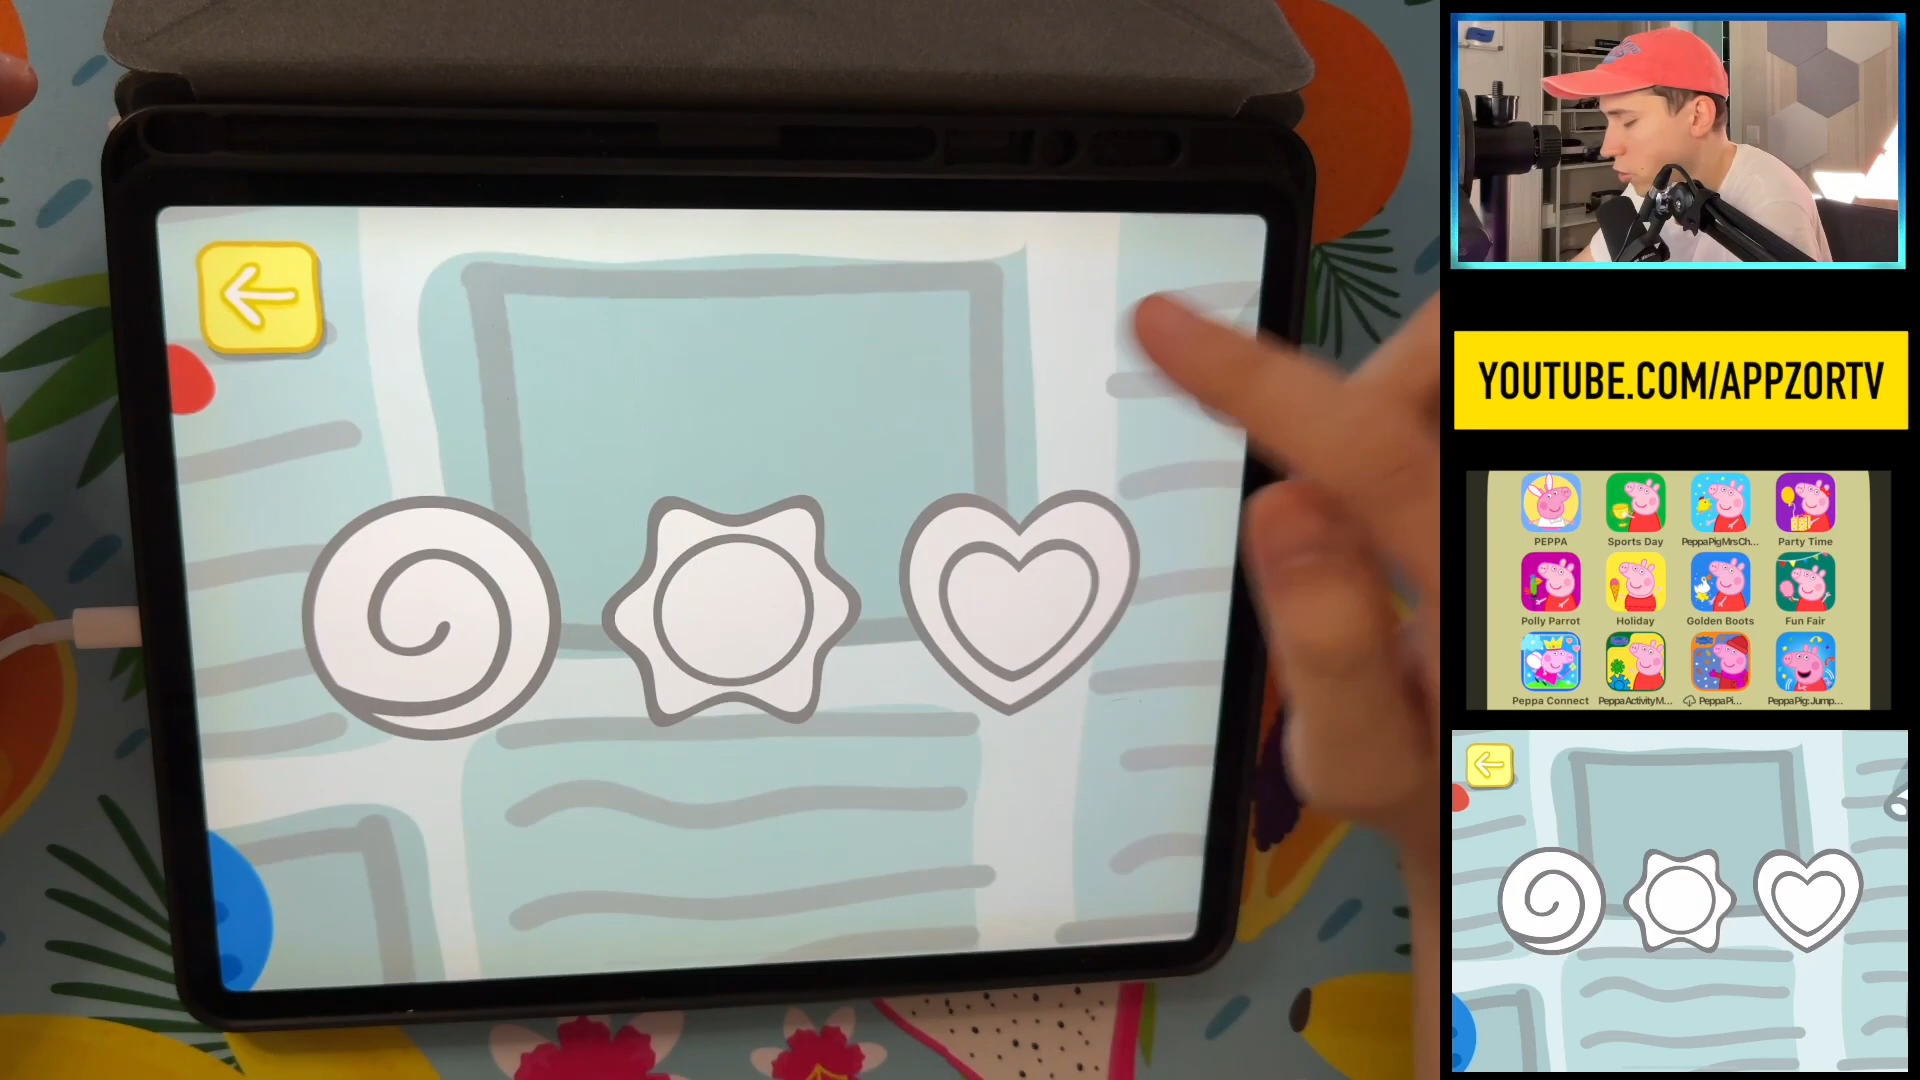 YOUTUBE.COM/APPZORTV
PEPPA
Sports Day
PeppaPigMrsCh...
Party Time
Polly Parrot
Holiday
Golden Boots
Fun Fair
Peppa Connect
PeppaActivityM...
PeppaPi...
PeppaPig: Jump...